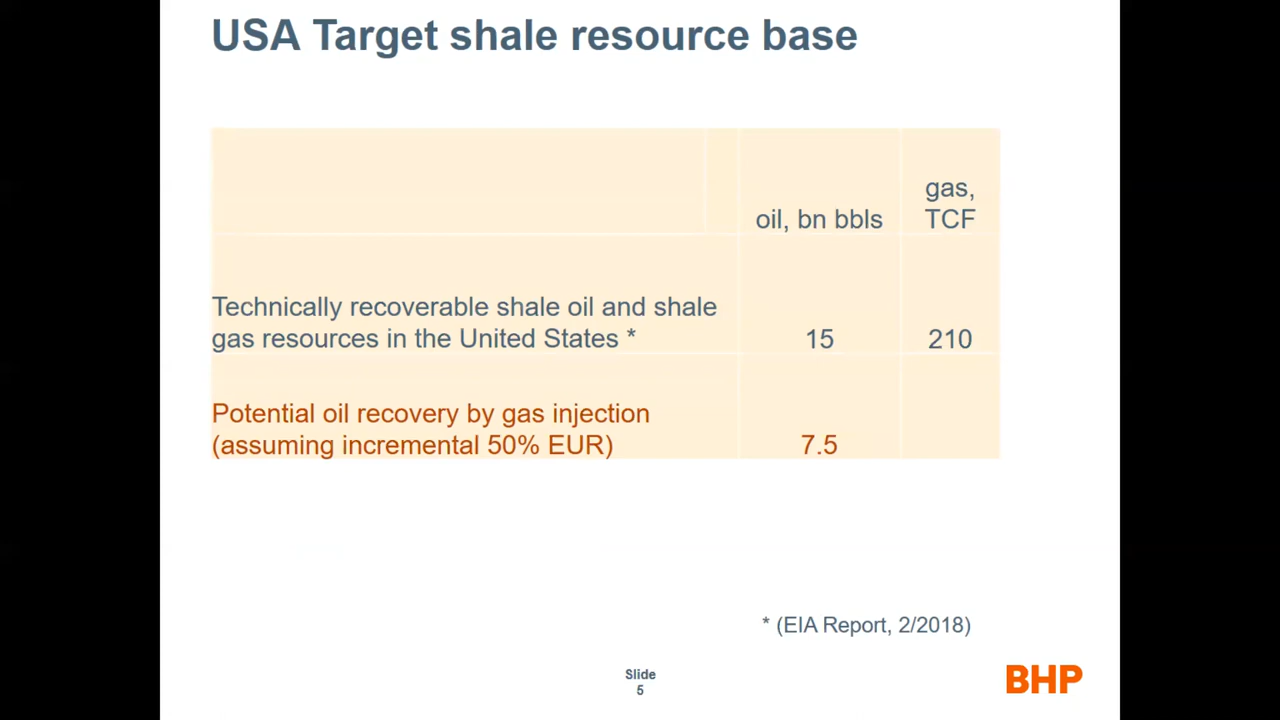 USA Target shale resource base
oil, bn bbls
gas,
TCF
Technically recoverable shale oil and shale
gas resources in the United States *
15
210
Potential oil recovery by gas injection
(assuming incremental 50% EUR)
7.5
* (EIA Report, 2/2018)
Slide
5
BHP